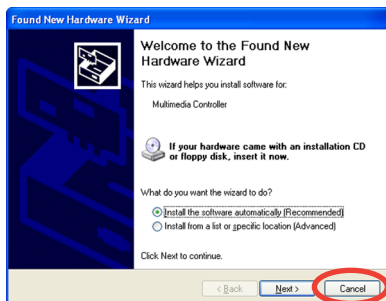 Found New Hardware Wizard
Welcome to the Found New
Hardware Wizard
This wizard helps you install software for:
Multimedia Controller
If your hardware came with an installation CD
or floppy disk, insert it now.
What do you want the wizard to do?
Install the software automatically (Recommended)
Install from a list or specific location (Advanced)
Click Next to continue.
< Back Next > Cancel